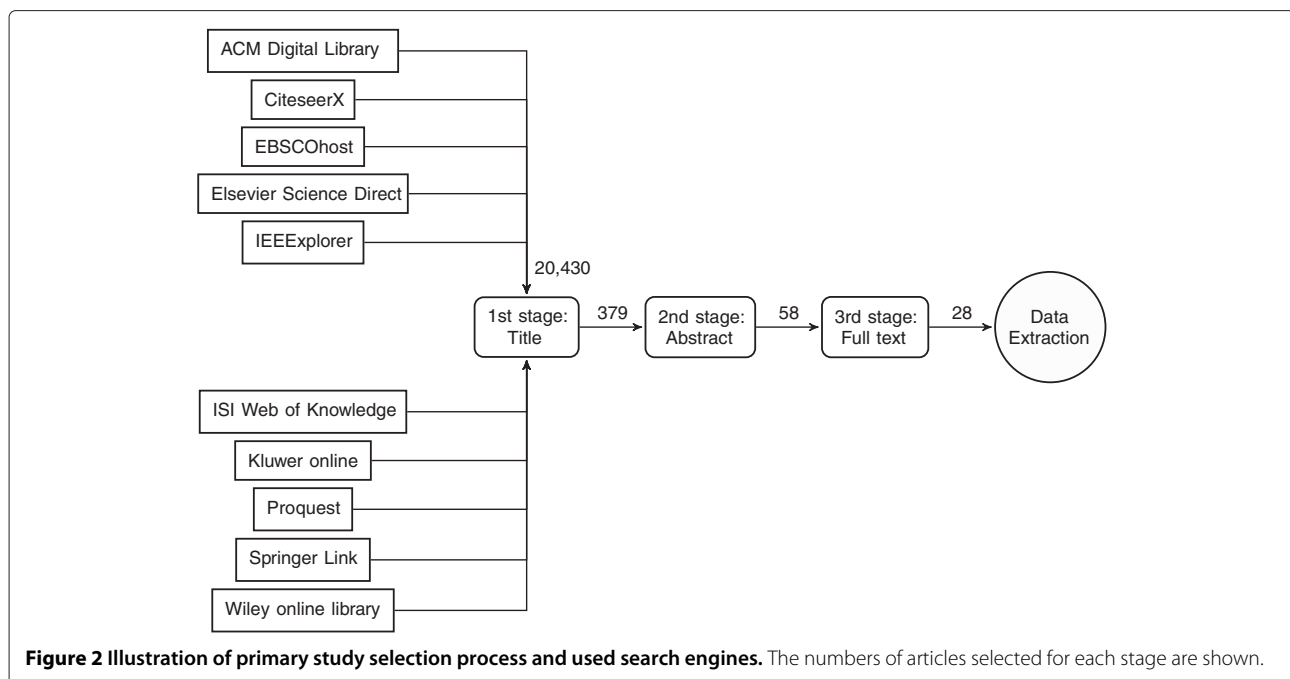 ACM Digital Library
CiteseerX
EBSCOhost
Elsevier Science Direct
IEEExplorer
20,430
1st stage:
Title
379
2nd stage:
Abstract
58
3rd stage:
Full text
28
Data
Extraction
ISI Web of Knowledge
Kluwer online
Proquest
Springer Link
Wiley online library
Figure 2 Illustration of primary study selection process and used search engines. The numbers of articles selected for each stage are shown.